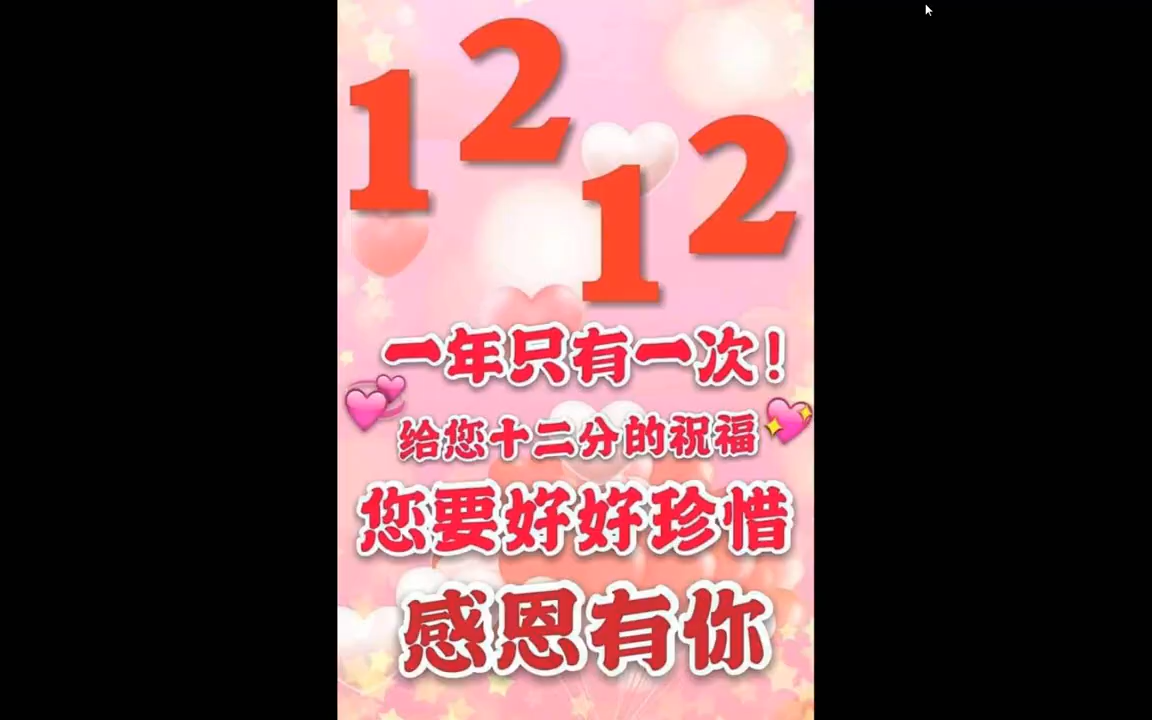 12
12
一年只有一次！
给您十二分的祝福
您要好好珍惜
感恩有你